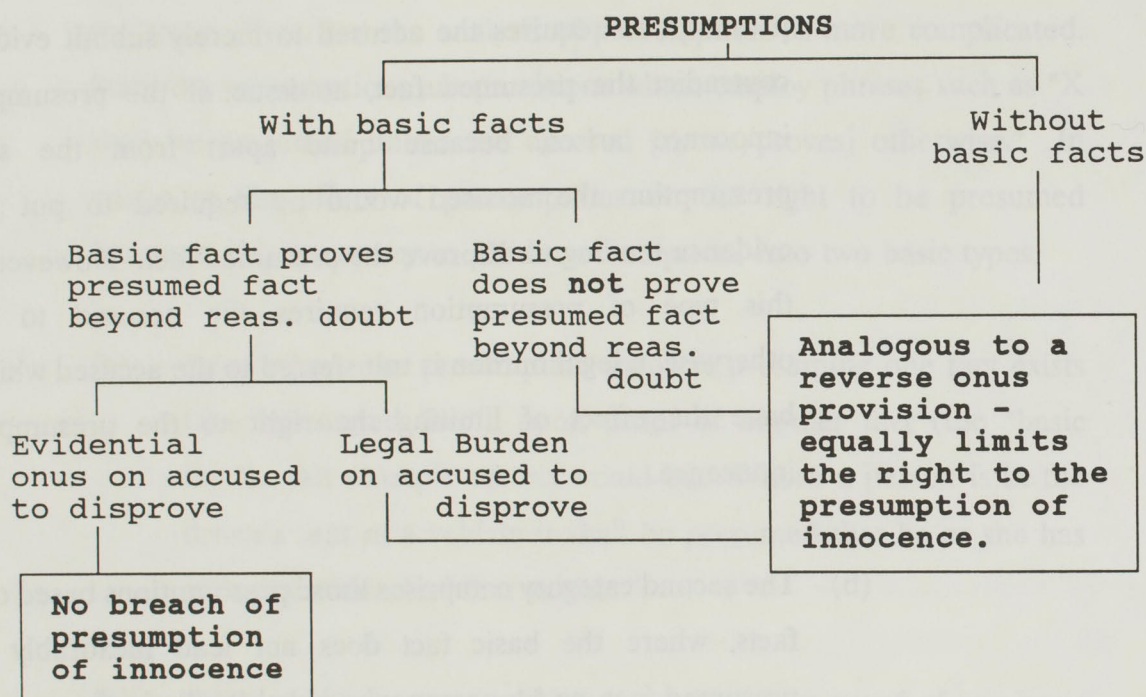 PRESUMPTIONS
With basic facts
Without
basic facts
Basic fact proves
presumed fact
beyond reas. doubt
Basic fact
does not prove
presumed fact
beyond reas.
doubt
Analogous to a
reverse onus
provision -
equally limits
the right to the
presumption of
innocence.
Evidential
onus on accused
to disprove
Legal Burden
on accused to
disprove
No breach of
presumption
of innocence